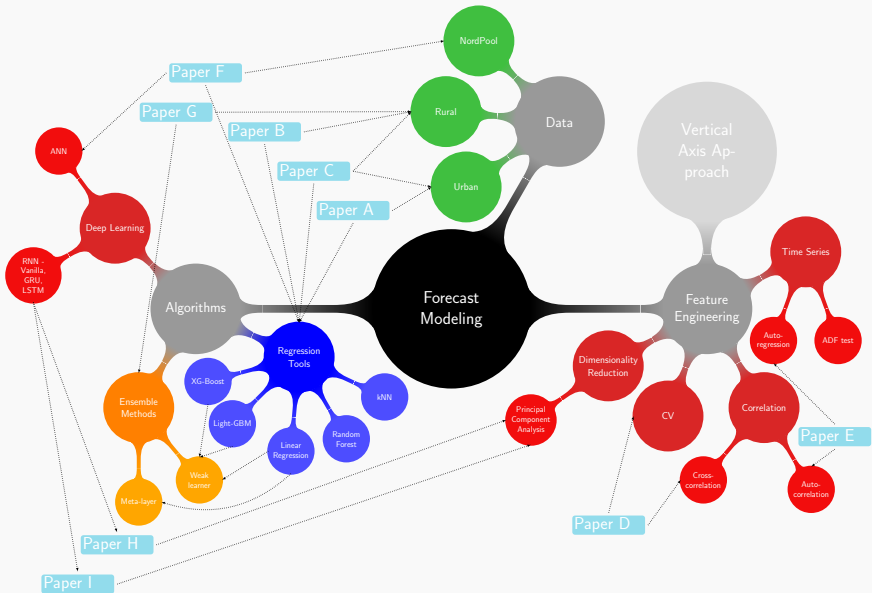 NordPool
Paper F
Paper G
Rural
Paper B
Data
Vertical
Axis Ap-
proach
ANN
Paper C
Urban
Paper A
Deep Learning
Time Series
RNN -
Vanilla,
GRU,
LSTM
Algorithms
Forecast
Modeling
Feature
Engineering
Auto-
regression
ADF test
Regression
Tools
Dimensionality
Reduction
XG-Boost
kNN
Ensemble
Methods
Light-GBM
Principal
Component
Analysis
CV
Correlation
Random
Forest
Paper E
Linear
Regression
Weak
learner
Cross-
correlation
Auto-
correlation
Meta-layer
Paper D
Paper H
Paper I